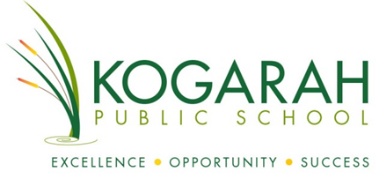 KOGARAH
PUBLIC SCHOOL
EXCELLENCE • OPPORTUNITY • SUCCESS